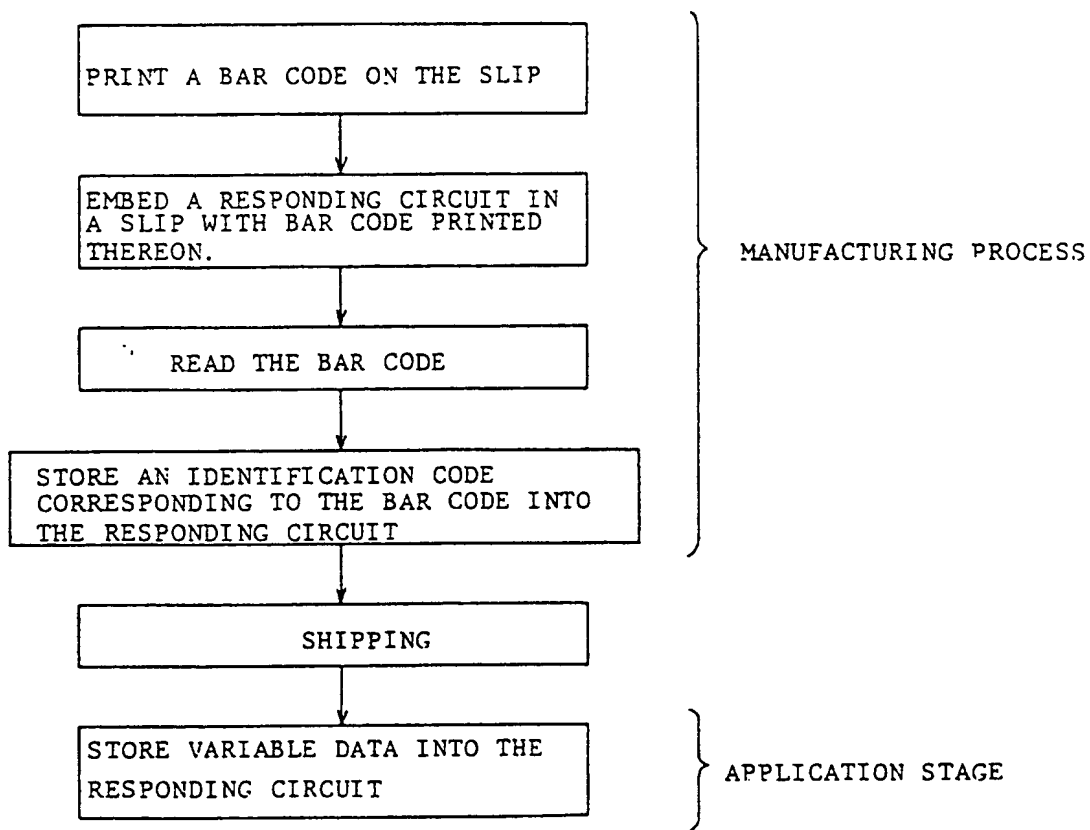 PRINT A BAR CODE ON THE SLIP
EMBED A RESPONDING CIRCUIT IN
A SLIP WITH BAR CODE PRINTED
THEREON.
MANUFACTURING PROCESS
READ THE BAR CODE
STORE AN IDENTIFICATION CODE
CORRESPONDING TO THE BAR CODE INTO
THE RESPONDING CIRCUIT
SHIPPING
STORE VARIABLE DATA INTO THE
RESPONDING CIRCUIT
APPLICATION STAGE